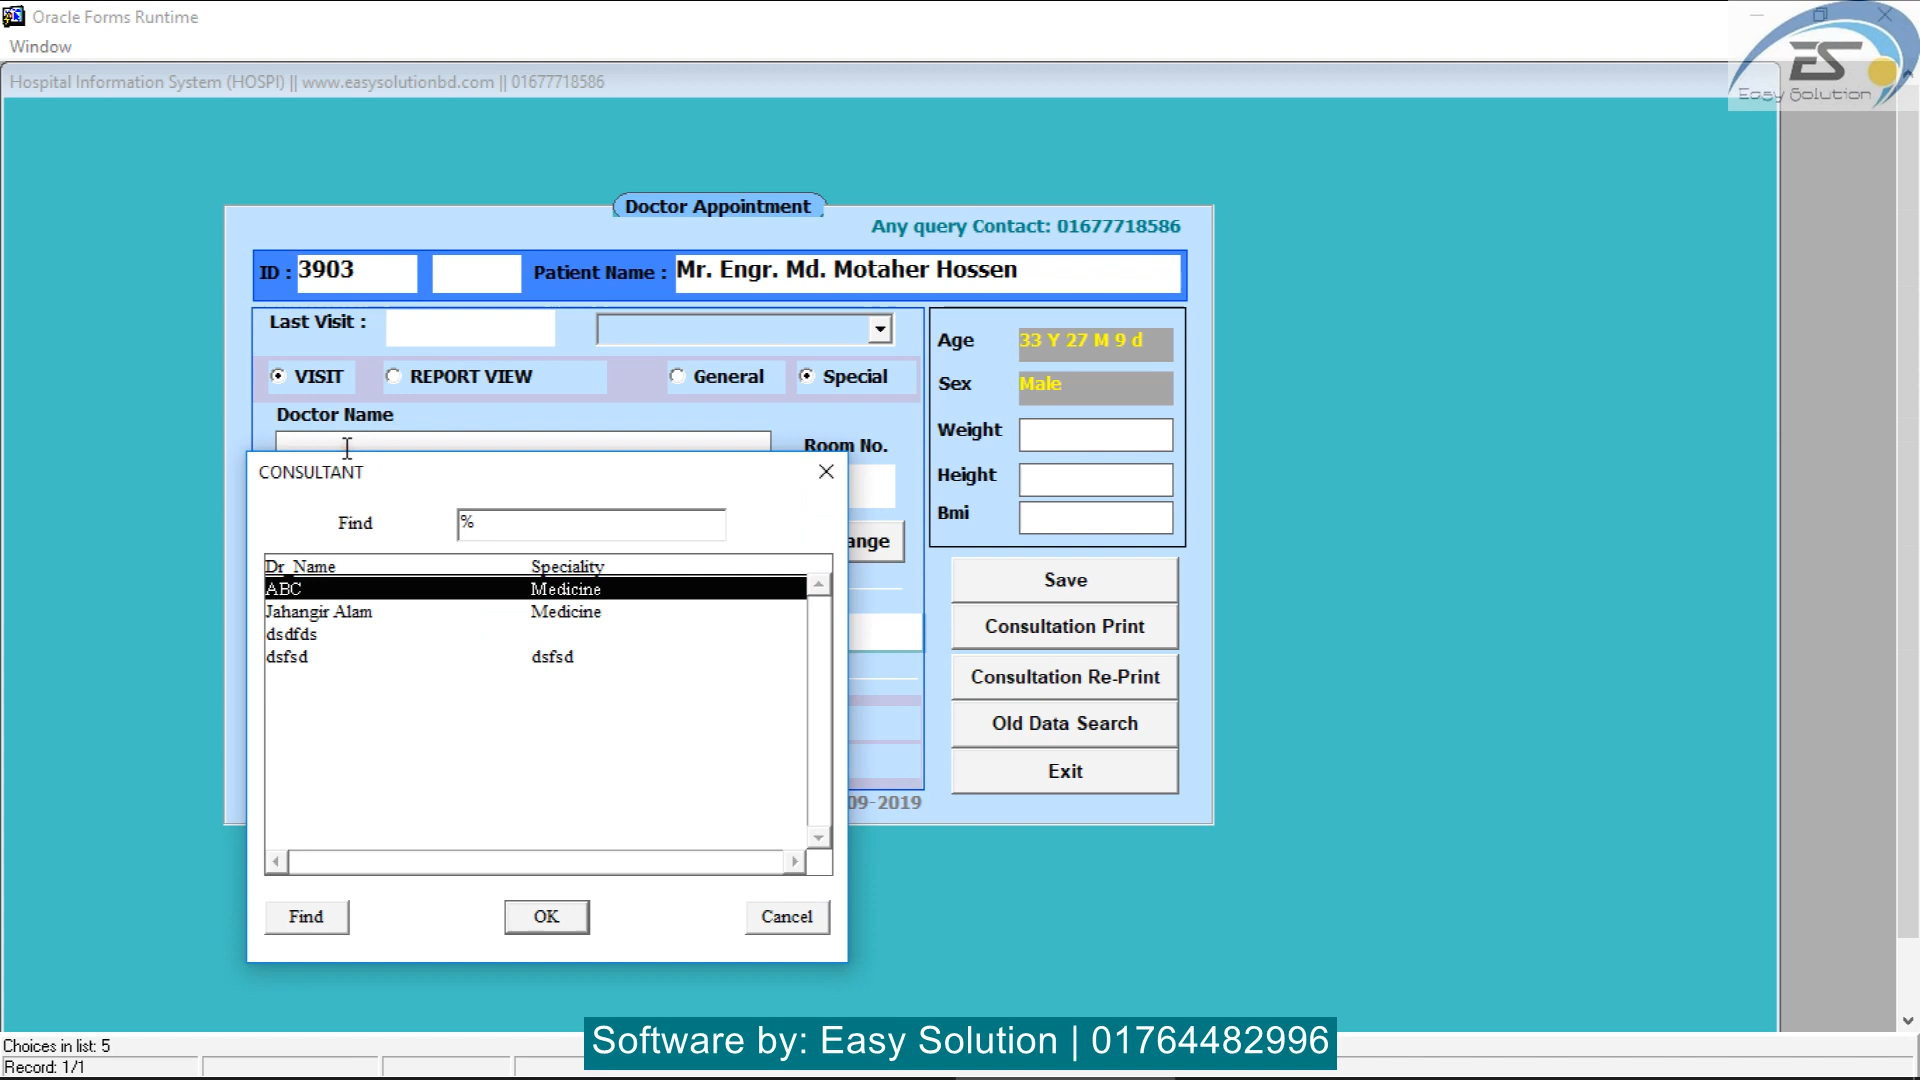 Oracle Forms Runtime
Window
Hospital Information System (HOSPI) || www.easysolutionbd.com || 01677718586
ES
Easy Solution
Doctor Appointment
Any query Contact: 01677718586
ID : 3903 Patient Name : Mr. Engr. Md. Motaher Hossen
Last Visit :
VISIT REPORT VIEW General Special
Doctor Name
Room No.
Age 33 Y 27 M 9 d
Sex Male
Weight
Height
Bmi
ange
Save
Consultation Print
Consultation Re-Print
Old Data Search
Exit
09-2019
CONSULTANT
Find %
Dr_Name Speciality
ABC Medicine
Jahangir Alam Medicine
dsdfds
dsfsd dsfsd
Find OK Cancel
Software by: Easy Solution | 01764482996
Choices in list: 5
Record: 1/1